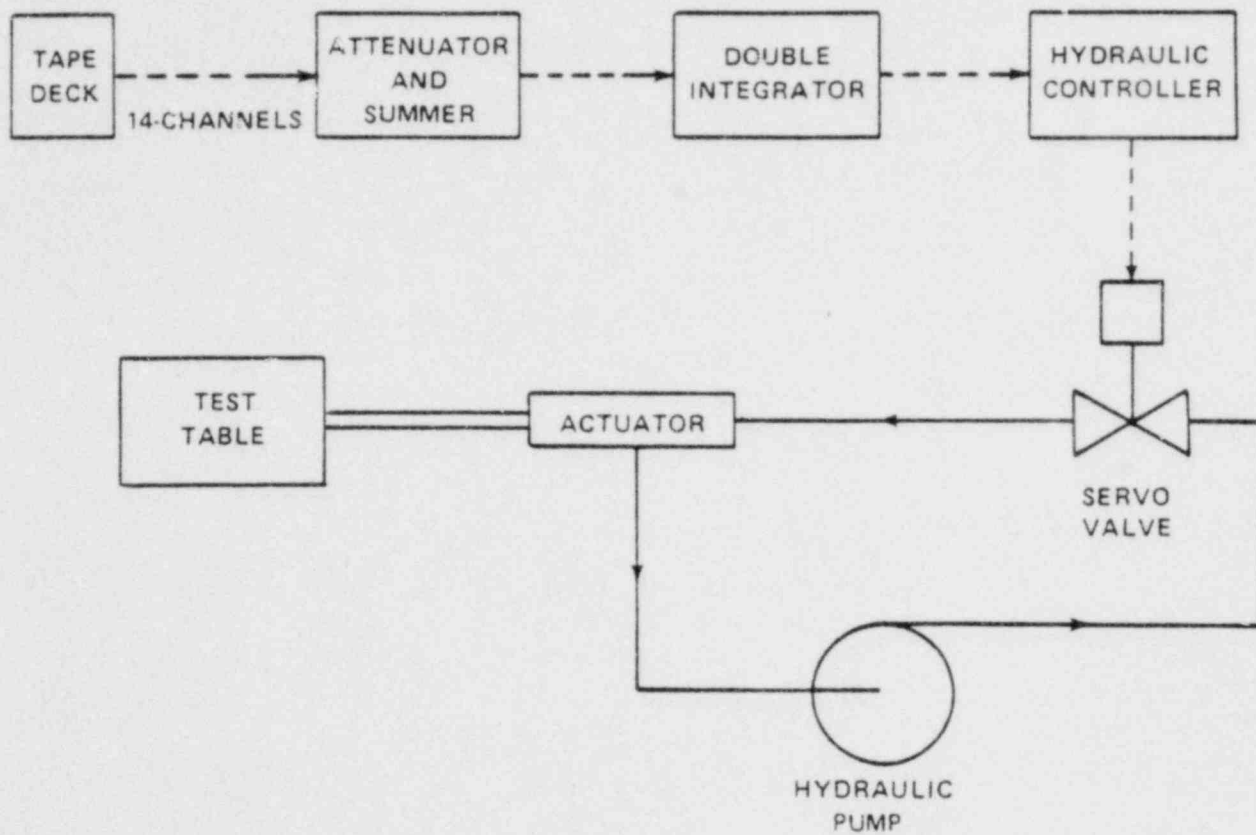 TAPE
DECK
14-CHANNELS
ATTENUATOR
AND
SUMMER
DOUBLE
INTEGRATOR
HYDRAULIC
CONTROLLER
TEST
TABLE
ACTUATOR
SERVO
VALVE
HYDRAULIC
PUMP